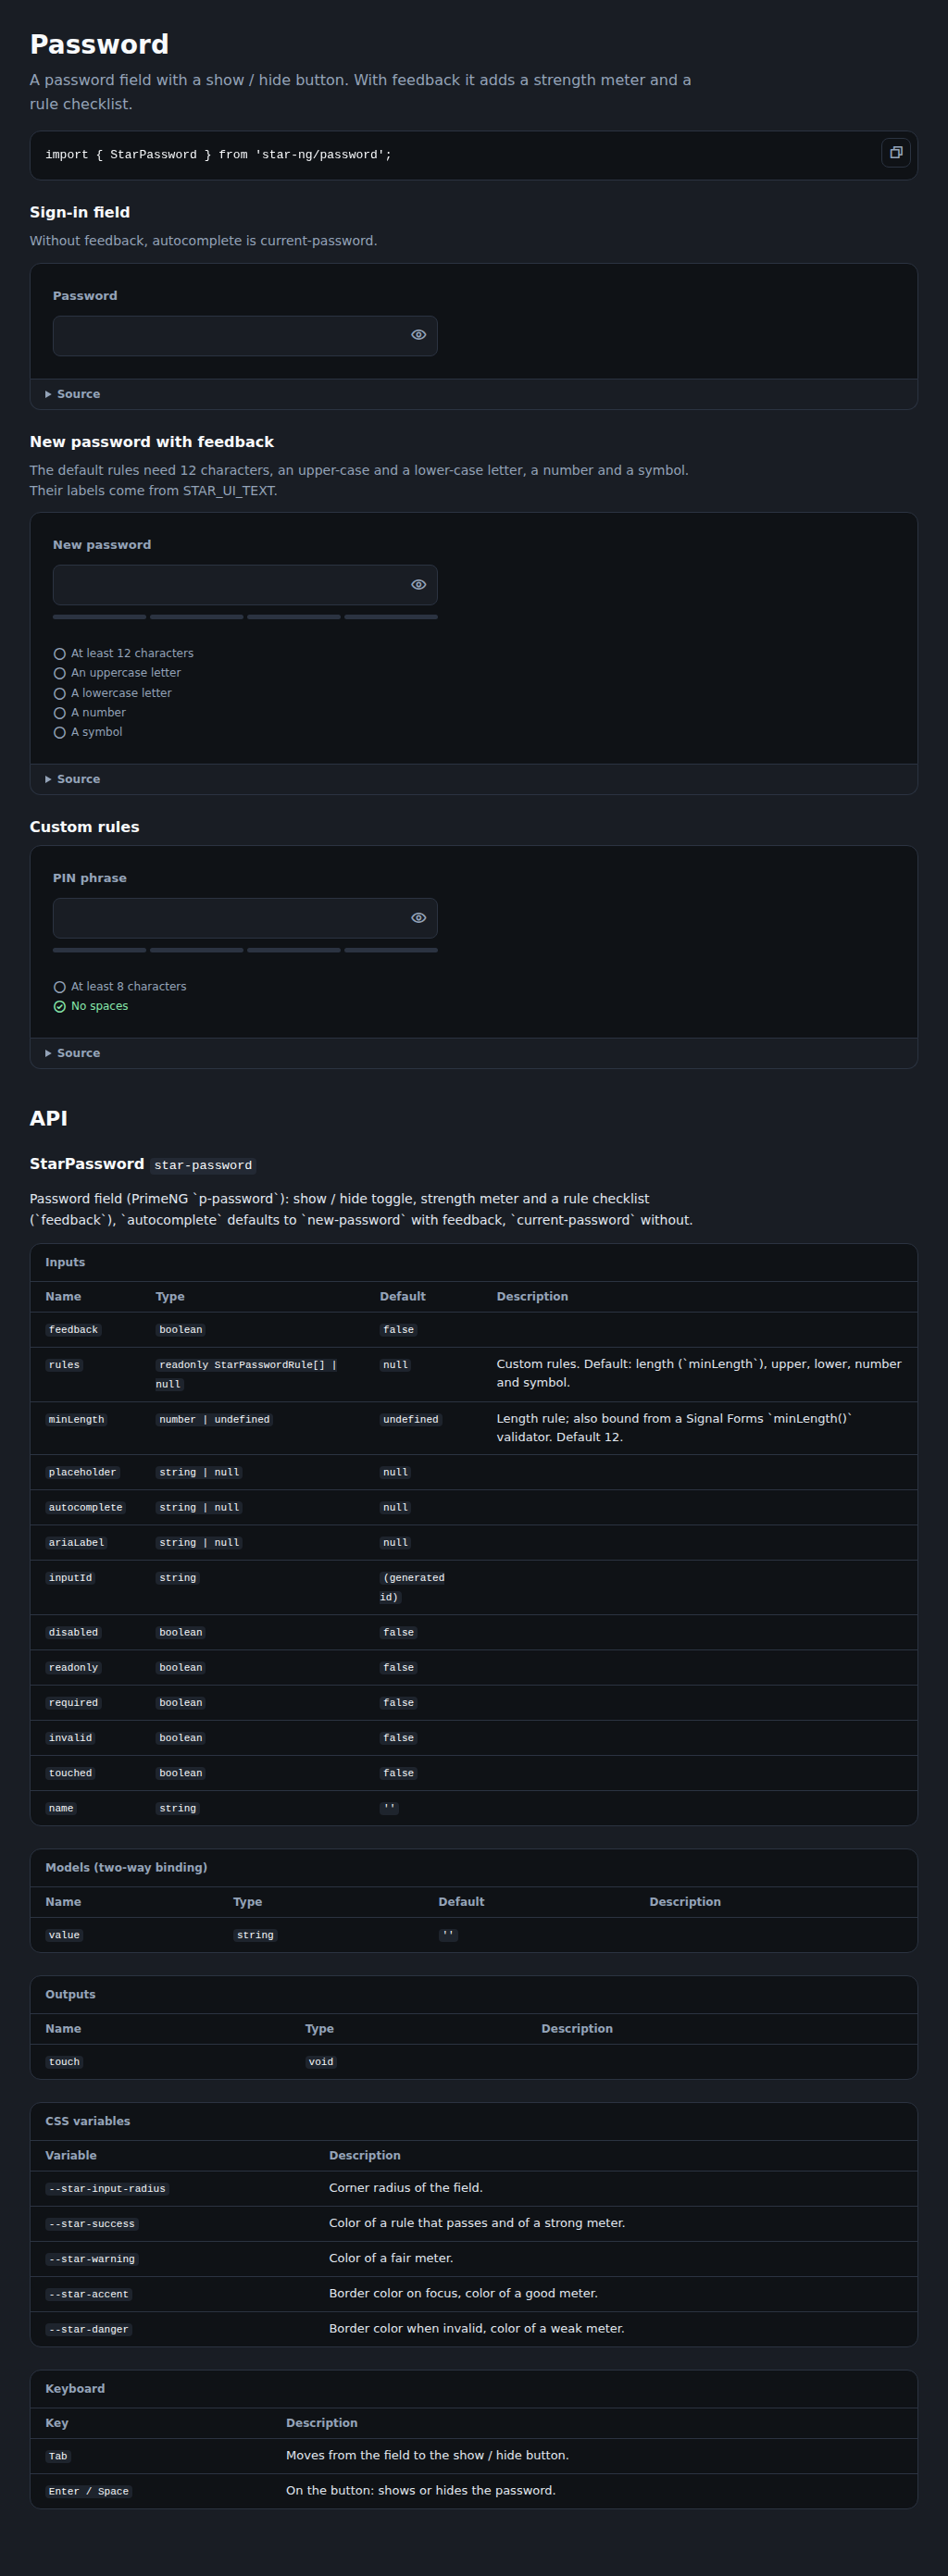 Password
A password field with a show / hide button. With feedback it adds a strength meter and a
rule checklist.
import { StarPassword } from 'star-ng/password';
Sign-in field
Without feedback, autocomplete is current-password.
Password
Source
New password with feedback
The default rules need 12 characters, an upper-case and a lower-case letter, a number and a symbol.
Their labels come from STAR_UI_TEXT.
New password
At least 12 characters
An uppercase letter
A lowercase letter
A number
A symbol
Source
Custom rules
PIN phrase
At least 8 characters
No spaces
Source
API
StarPassword star-password
Password field (PrimeNG `p-password`): show / hide toggle, strength meter and a rule checklist
(`feedback`), `autocomplete` defaults to `new-password` with feedback, `current-password` without.
Inputs
Name Type Default Description
feedback boolean false
rules readonly StarPasswordRule[] | null Custom rules. Default: length (`minLength`), upper, lower, number
null and symbol.
minLength number | undefined undefined Length rule; also bound from a Signal Forms `minLength()`
validator. Default 12.
placeholder string | null null
autocomplete string | null null
ariaLabel string | null null
inputId string (generated
id)
disabled boolean false
readonly boolean false
required boolean false
invalid boolean false
touched boolean false
name string ''
Models (two-way binding)
Name Type Default Description
value string ''
Outputs
Name Type Description
touch void
CSS variables
Variable Description
--star-input-radius Corner radius of the field.
--star-success Color of a rule that passes and of a strong meter.
--star-warning Color of a fair meter.
--star-accent Border color on focus, color of a good meter.
--star-danger Border color when invalid, color of a weak meter.
Keyboard
Key Description
Tab Moves from the field to the show / hide button.
Enter / Space On the button: shows or hides the password.